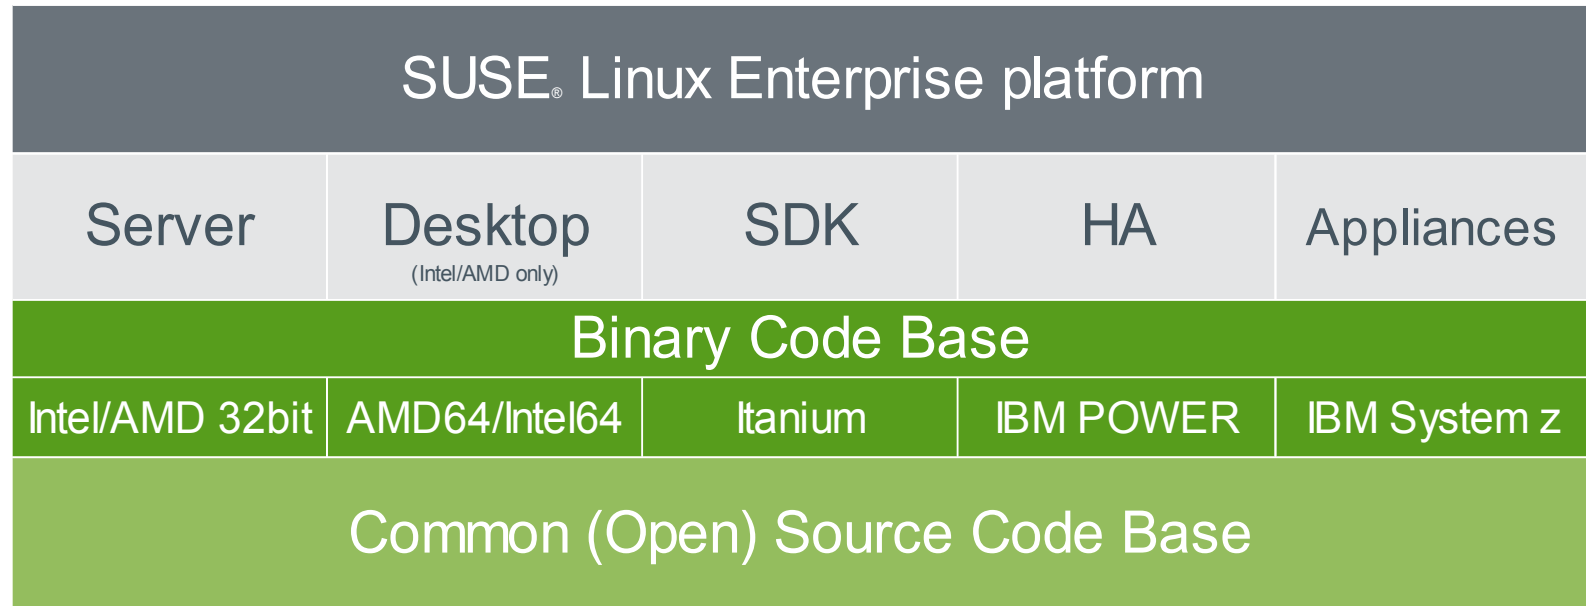 SUSE® Linux Enterprise platform
Server
Desktop
(Intel/AMD only)
SDK
HA
Appliances
Binary Code Base
Intel/AMD 32bit
AMD64/Intel64
Itanium
IBM POWER
IBM System z
Common (Open) Source Code Base